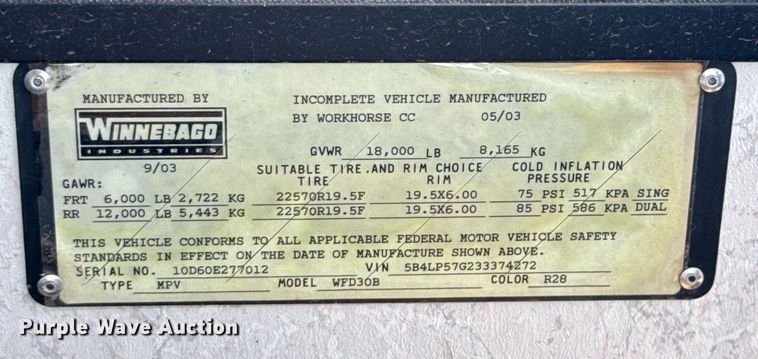 MANUFACTURED BY
WINNEBAGO
INDUSTRIES
9/03
INCOMPLETE VEHICLE MANUFACTURED
BY WORKHORSE CC 05/03
GVWR 18,000 LB 8,165 KG
SUITABLE TIRE AND RIM CHOICE COLD INFLATION
GAWR: TIRE RIM PRESSURE
FRT 6,000 LB 2,722 KG 22570R19.5F 19.5X6.00 75 PSI 517 KPA SING
RR 12,000 LB 5,443 KG 22570R19.5F 19.5X6.00 85 PSI 586 KPA DUAL
THIS VEHICLE CONFORMS TO ALL APPLICABLE FEDERAL MOTOR VEHICLE SAFETY
STANDARDS IN EFFECT ON THE DATE OF MANUFACTURE SHOWN ABOVE.
SERIAL NO. 10D60E277012 VIN 5B4LP57G233374272
TYPE MPV MODEL WFD30B COLOR R28
Purple Wave Auction